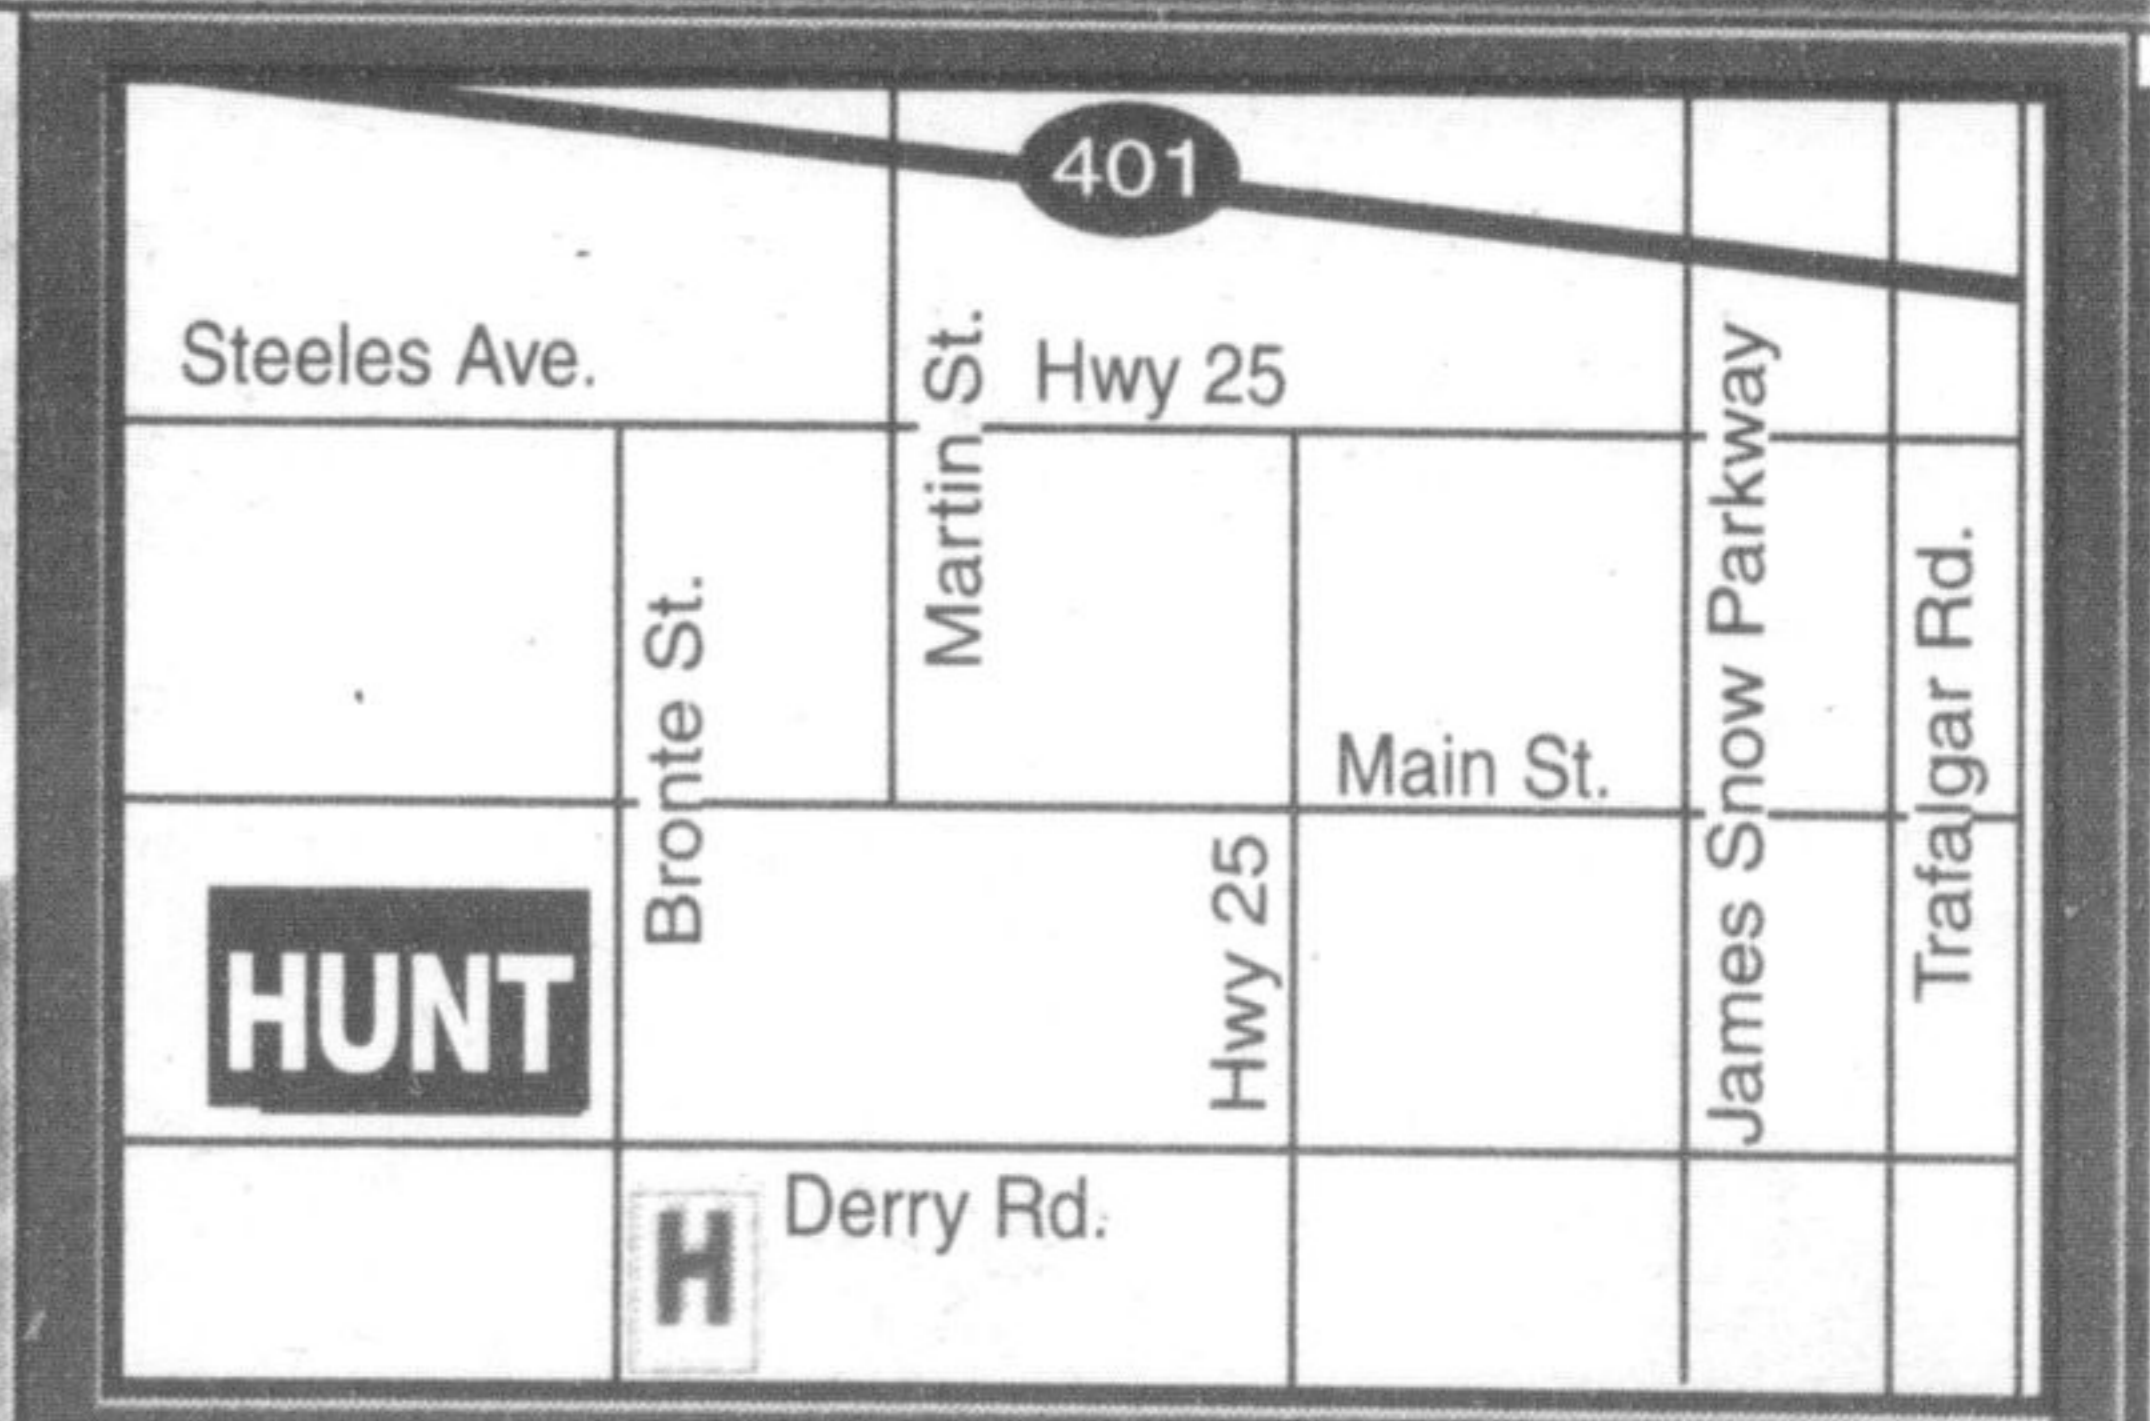 401
Steeles Ave.
Martin St.
Hwy 25
James Snow Parkway
Trafalgar Rd.
Bronte St.
Main St.
Hwy 25
HUNT
H
Derry Rd.